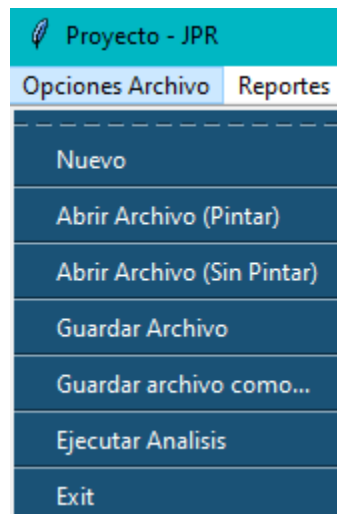 Proyecto - JPR
Opciones Archivo Reportes
Nuevo
Abrir Archivo (Pintar)
Abrir Archivo (Sin Pintar)
Guardar Archivo
Guardar archivo como...
Ejecutar Analisis
Exit